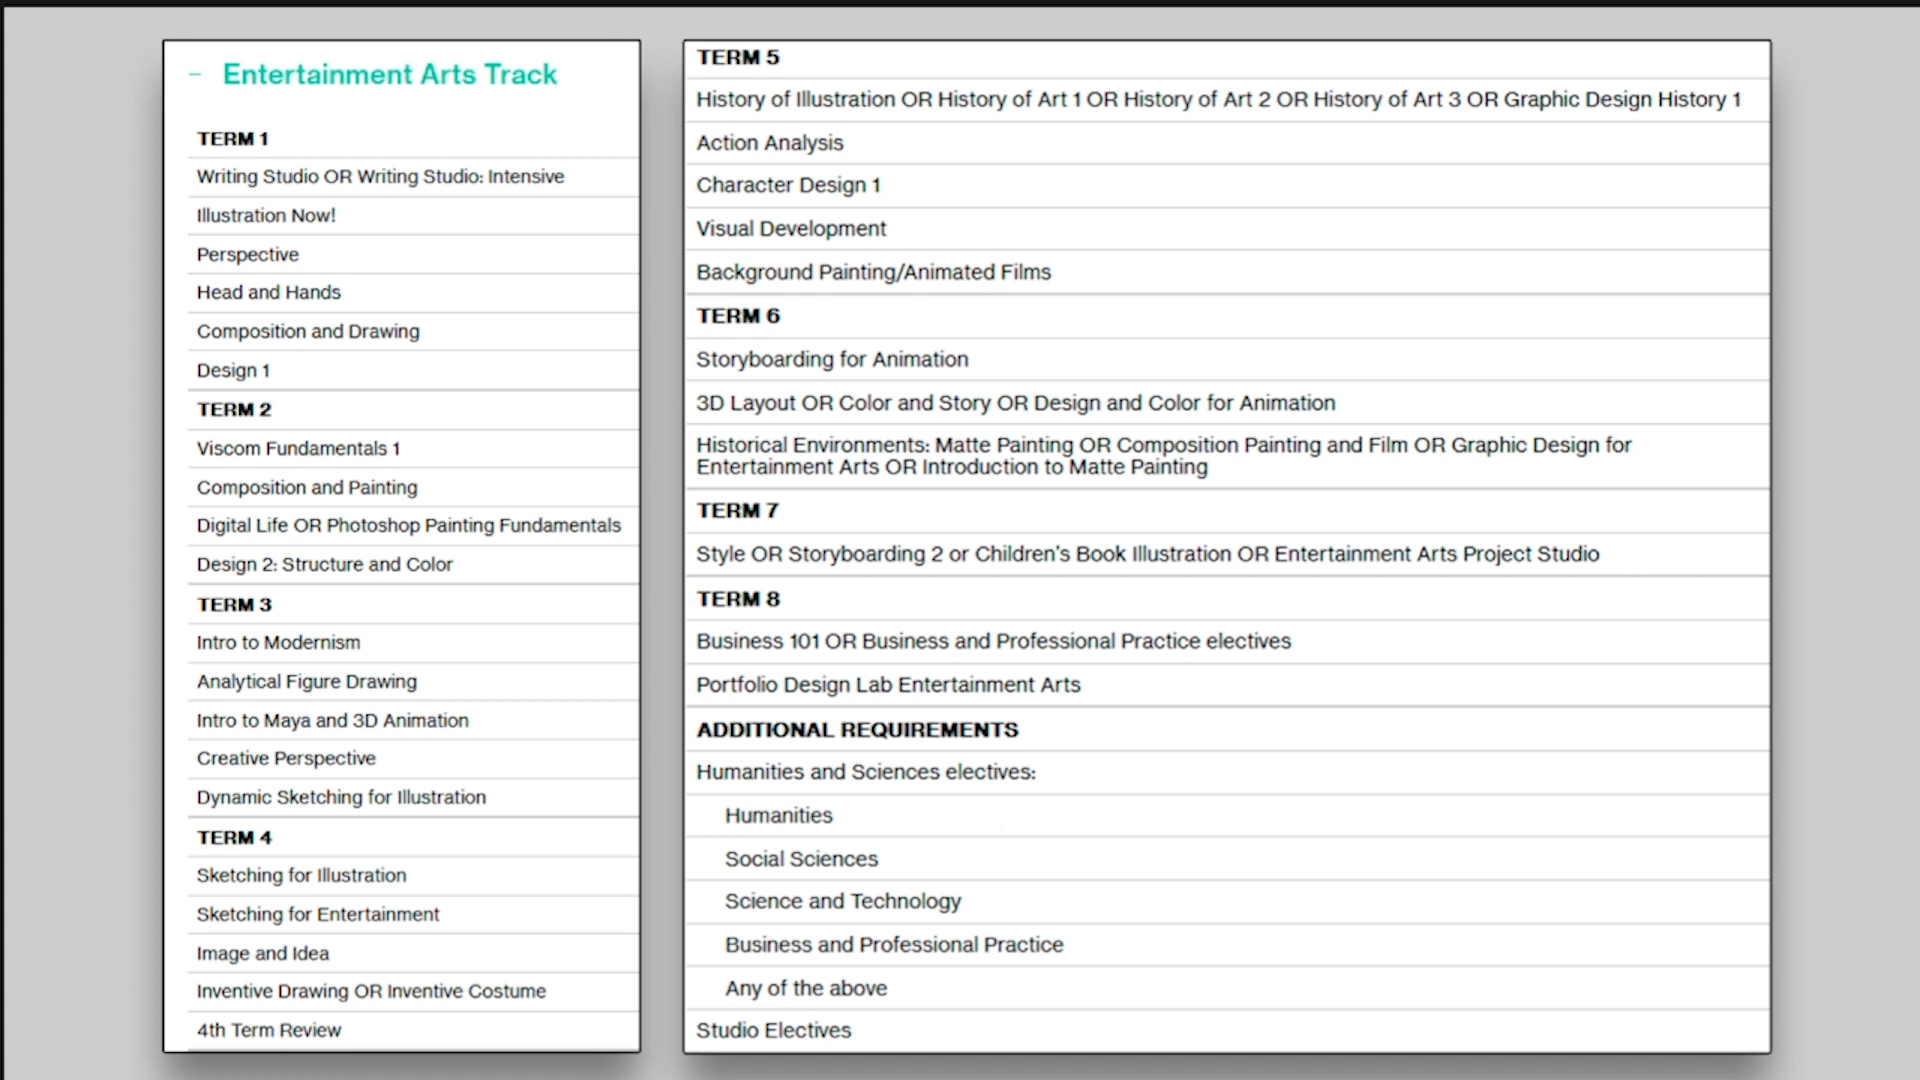 – Entertainment Arts Track
TERM 1
Writing Studio OR Writing Studio: Intensive
Illustration Now!
Perspective
Head and Hands
Composition and Drawing
Design 1
TERM 2
Viscom Fundamentals 1
Composition and Painting
Digital Life OR Photoshop Painting Fundamentals
Design 2: Structure and Color
TERM 3
Intro to Modernism
Analytical Figure Drawing
Intro to Maya and 3D Animation
Creative Perspective
Dynamic Sketching for Illustration
TERM 4
Sketching for Illustration
Sketching for Entertainment
Image and Idea
Inventive Drawing OR Inventive Costume
4th Term Review
TERM 5
History of Illustration OR History of Art 1 OR History of Art 2 OR History of Art 3 OR Graphic Design History 1
Action Analysis
Character Design 1
Visual Development
Background Painting/Animated Films
TERM 6
Storyboarding for Animation
3D Layout OR Color and Story OR Design and Color for Animation
Historical Environments: Matte Painting OR Composition Painting and Film OR Graphic Design for
Entertainment Arts OR Introduction to Matte Painting
TERM 7
Style OR Storyboarding 2 or Children's Book Illustration OR Entertainment Arts Project Studio
TERM 8
Business 101 OR Business and Professional Practice electives
Portfolio Design Lab Entertainment Arts
ADDITIONAL REQUIREMENTS
Humanities and Sciences electives:
Humanities
Social Sciences
Science and Technology
Business and Professional Practice
Any of the above
Studio Electives